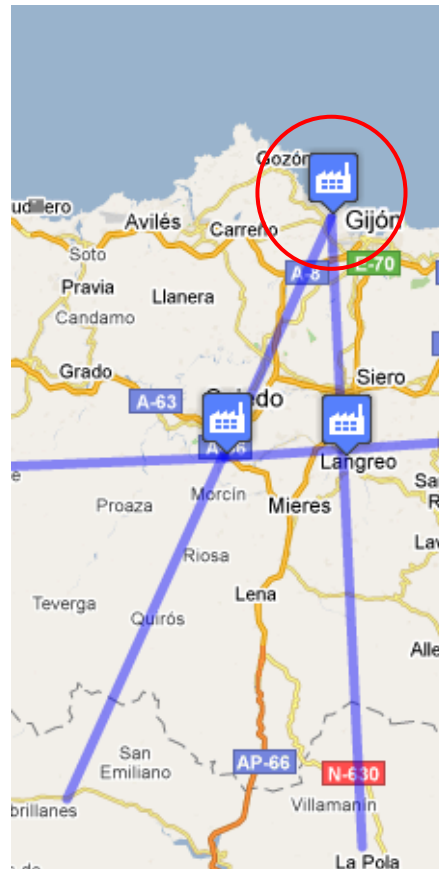 Gozón
Avilés
Carreño
Gijón
Soto
A-8
E-70
Pravia
Llanera
Candamo
Grado
Siero
A-63
Langreo
Morcín
Proaza
Mieres
Riosa
Lena
Teverga
Quirós
San
Emiliano
AP-66
N-630
Villamanín
La Pola